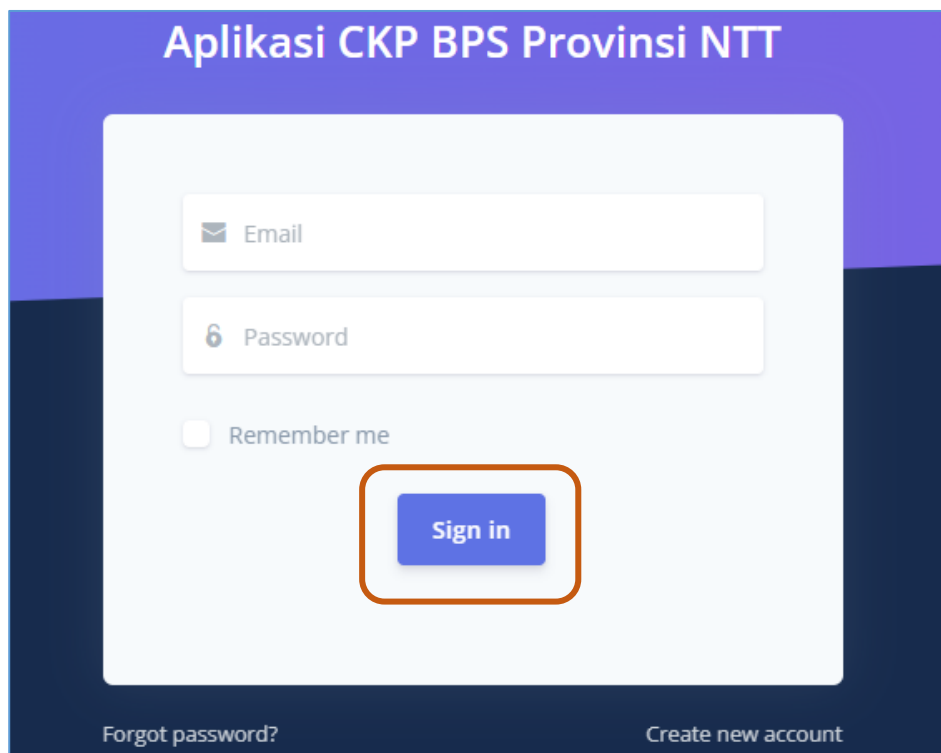 Aplikasi CKP BPS Provinsi NTT
Email
Password
Remember me
Sign in
Forgot password?
Create new account